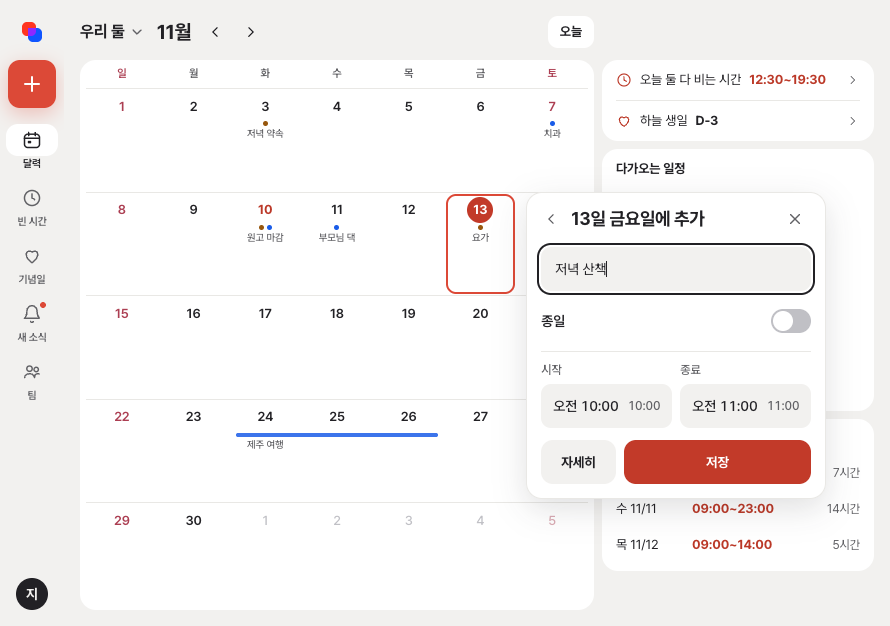 우리 둘 11월 오늘
일 월 화 수 목 금 토
1 2 3 4 5 6 7
저녁 약속 치과
8 9 10 11 12 13
원고 마감 부모님 댁 요가
15 16 17 18 19 20
22 23 24 25 26 27
제주 여행
29 30 1 2 3 4 5
달력
빈 시간
기념일
새 소식
팀
지
오늘 둘 다 비는 시간 12:30~19:30
하늘 생일 D-3
다가오는 일정
13일 금요일에 추가
저녁 산책
종일
시작 종료
오전 10:00 10:00 오전 11:00 11:00
자세히 저장
7시간
수 11/11 09:00~23:00 14시간
목 11/12 09:00~14:00 5시간